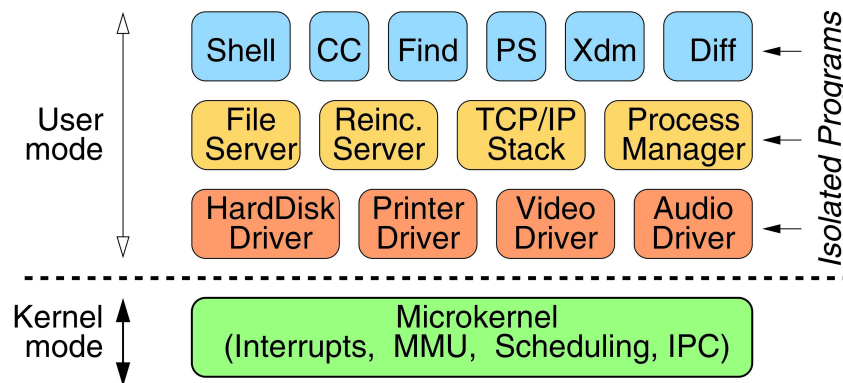 Shell CC Find PS Xdm Diff
User
mode
File
Server
Reinc.
Server
TCP/IP
Stack
Process
Manager
HardDisk
Driver
Printer
Driver
Video
Driver
Audio
Driver
Isolated Programs
Kernel
mode
Microkernel
(Interrupts, MMU, Scheduling, IPC)